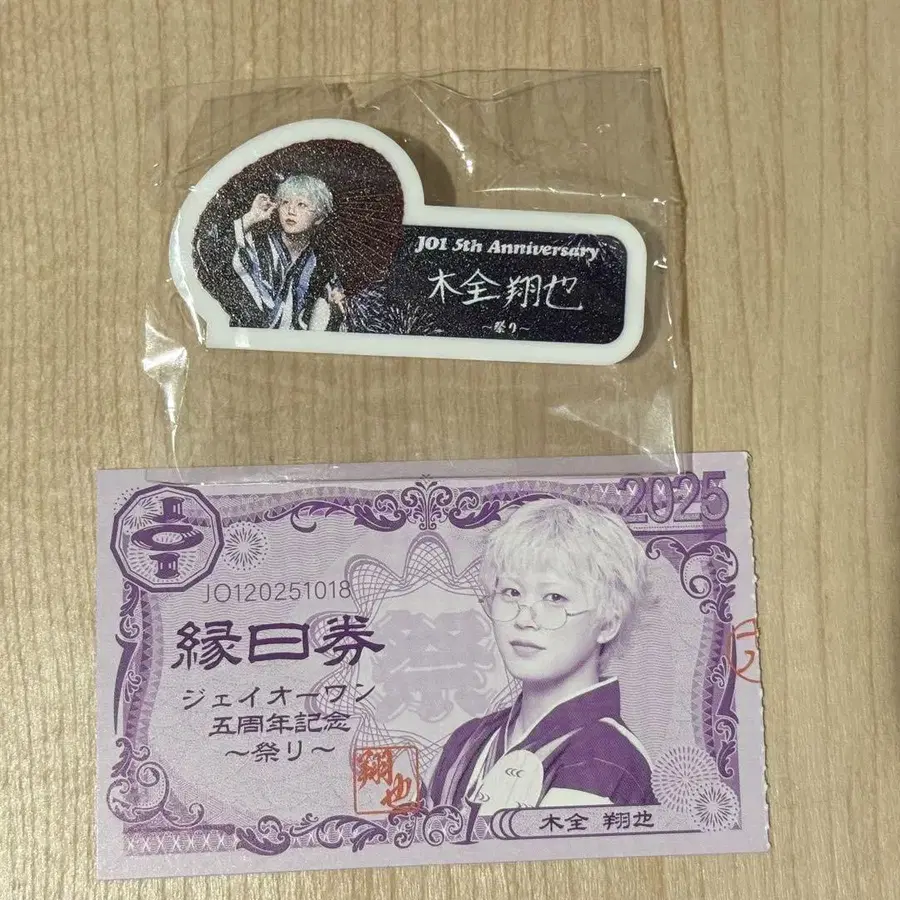 JO1 5th Anniversary
木全翔也
～祭り～
2025
JO120251018
縁日券
祭
ジェイオーワン
五周年記念
～祭り～
翔也
木全 翔也